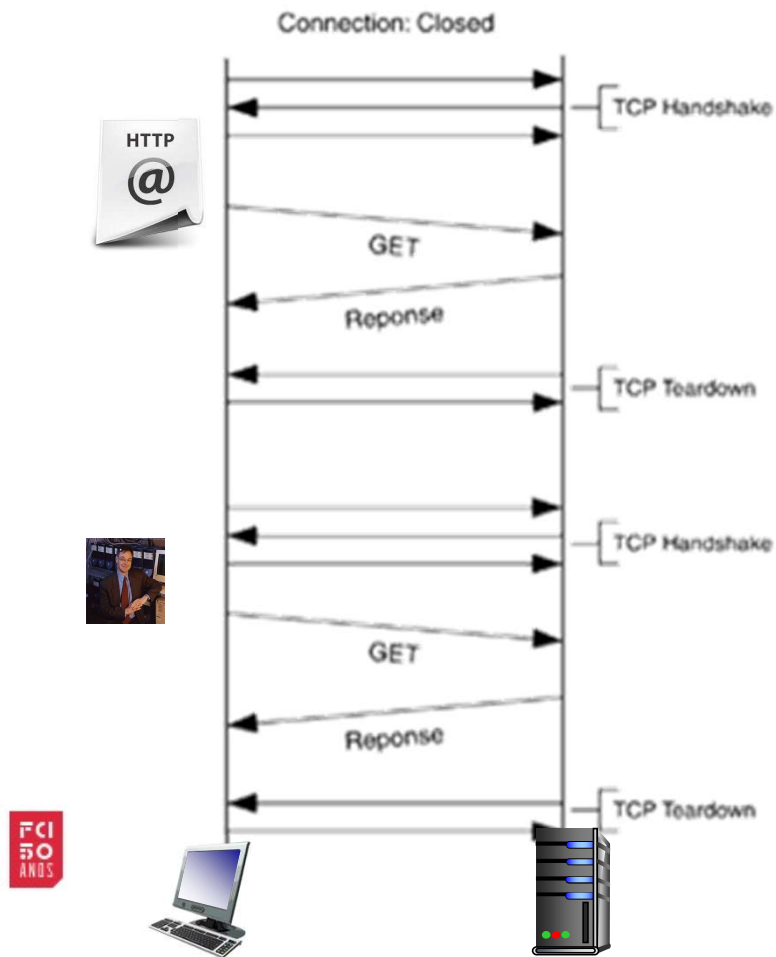 Connection: Closed
TCP Handshake
HTTP
@
GET
Reponse
TCP Teardown
TCP Handshake
GET
Reponse
TCP Teardown
FCI
50
ANOS